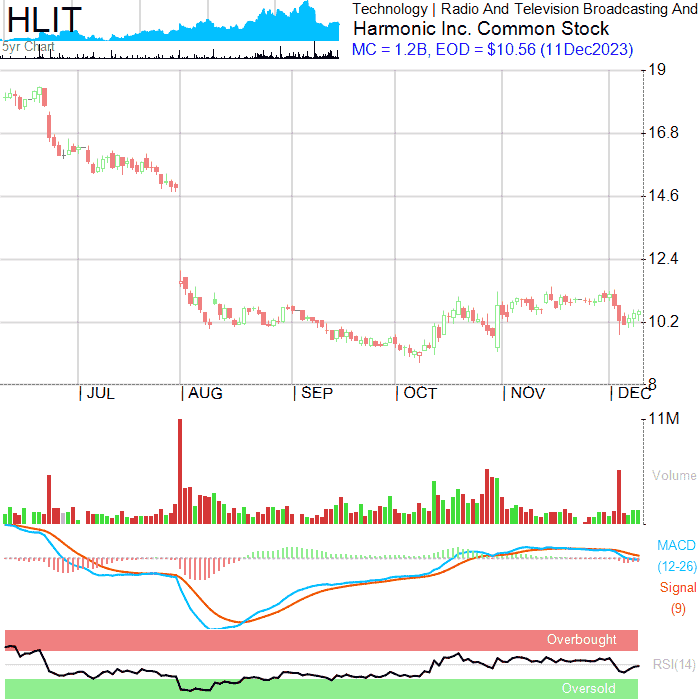 HLIT
5yr Chart
Technology | Radio And Television Broadcasting And
Harmonic Inc. Common Stock
MC = 1.2B, EOD = $10.56 (11Dec2023)
19
16.8
14.6
12.4
10.2
8
| JUL | AUG | SEP | OCT | NOV | DEC
11M
Volume
MACD
(12-26)
Signal
(9)
Overbought
RSI(14)
Oversold